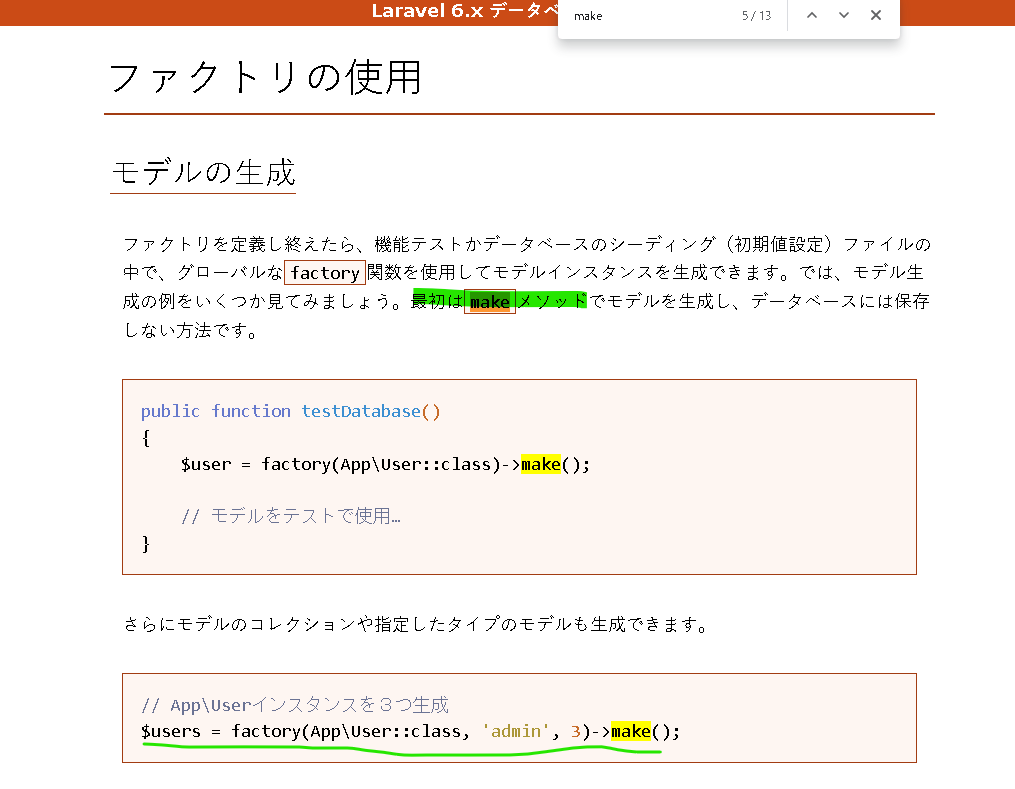 Laravel 6.x データベ
make 5/13
ファクトリの使用
モデルの生成
ファクトリを定義し終えたら、機能テストかデータベースのシーディング（初期値設定）ファイルの
中で、グローバルな factory 関数を使用してモデルインスタンスを生成できます。では、モデル生
成の例をいくつか見てみましょう。最初は make メソッドでモデルを生成し、データベースには保存
しない方法です。
public function testDatabase()
{
    $user = factory(App\User::class)->make();
    // モデルをテストで使用…
}
さらにモデルのコレクションや指定したタイプのモデルも生成できます。
// App\Userインスタンスを３つ生成
$users = factory(App\User::class, 'admin', 3)->make();